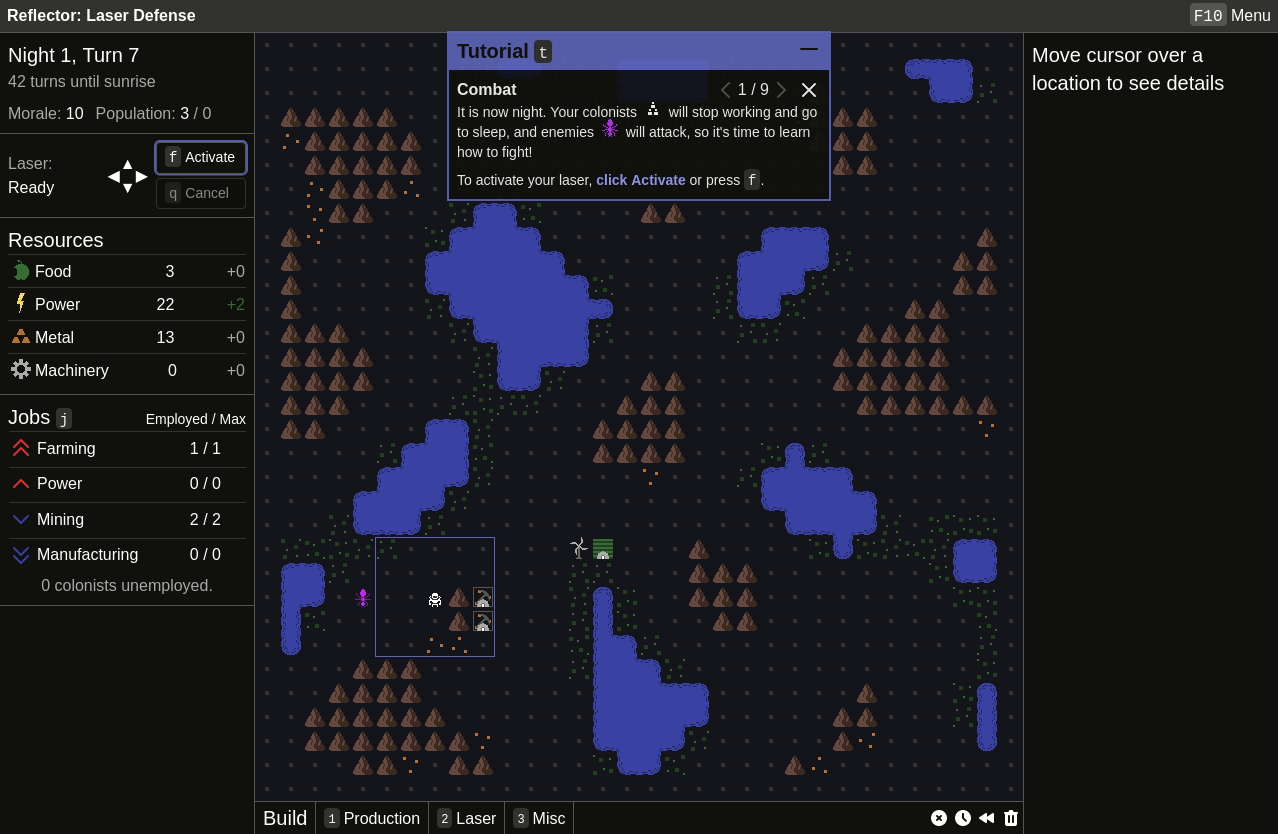 Reflector: Laser Defense
F10 Menu
Night 1, Turn 7
42 turns until sunrise
Morale: 10 Population: 3 / 0
Laser:
Ready
f Activate
q Cancel
Resources
Food 3 +0
Power 22 +2
Metal 13 +0
Machinery 0 +0
Jobs j Employed / Max
Farming 1 / 1
Power 0 / 0
Mining 2 / 2
Manufacturing 0 / 0
0 colonists unemployed.
Tutorial t
Combat 1 / 9
It is now night. Your colonists will stop working and go
to sleep, and enemies will attack, so it's time to learn
how to fight!
To activate your laser, click Activate or press f.
Move cursor over a
location to see details
Build 1 Production 2 Laser 3 Misc